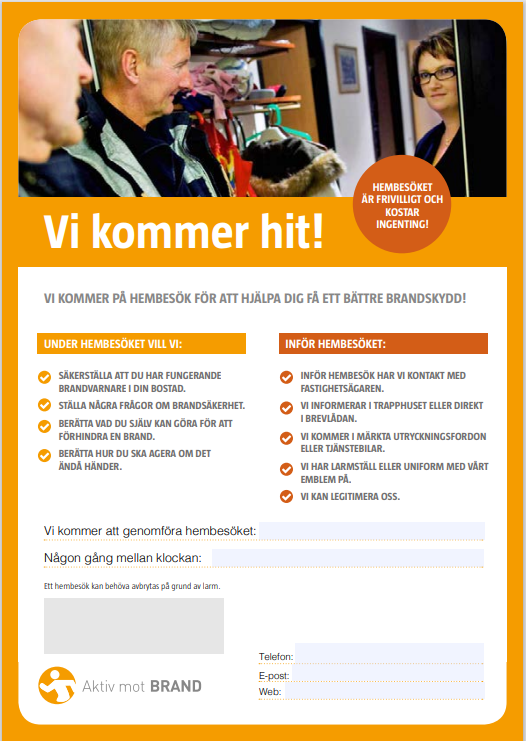 HEMBESÖKET
ÄR FRIVILLIGT OCH
KOSTAR
INGENTING!
Vi kommer hit!
VI KOMMER PÅ HEMBESÖK FÖR ATT HJÄLPA DIG FÅ ETT BÄTTRE BRANDSKYDD!
UNDER HEMBESÖKET VILL VI:
SÄKERSTÄLLA ATT DU HAR FUNGERANDE
BRANDVARNARE I DIN BOSTAD.
STÄLLA NÅGRA FRÅGOR OM BRANDSÄKERHET.
BERÄTTA VAD DU SJÄLV KAN GÖRA FÖR ATT
FÖRHINDRA EN BRAND.
BERÄTTA HUR DU SKA AGERA OM DET
ÄNDÅ HÄNDER.
INFÖR HEMBESÖKET:
INFÖR HEMBESÖK HAR VI KONTAKT MED
FASTIGHETSÄGAREN.
VI INFORMERAR I TRAPPHUSET ELLER DIREKT
I BREVLÅDAN.
VI KOMMER I MÄRKTA UTRYCKNINGSFORDON
ELLER TJÄNSTEBILAR.
VI HAR LARMSTÄLL ELLER UNIFORM MED VÅRT
EMBLEM PÅ.
VI KAN LEGITIMERA OSS.
Vi kommer att genomföra hembesöket:
Någon gång mellan klockan:
Ett hembesök kan behöva avbrytas på grund av larm.
Telefon:
E-post:
Web:
Aktiv mot BRAND